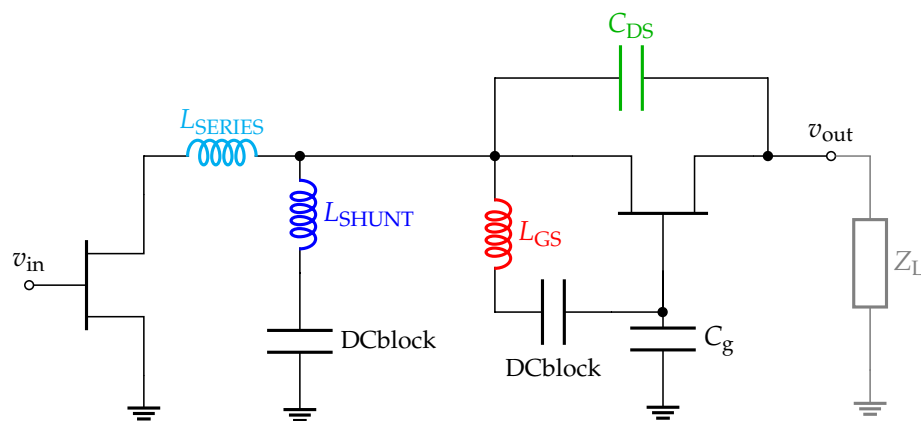 C_DS
L_SERIES
v_out
L_SHUNT
L_GS
v_in
Z_L
DCblock
C_g
DCblock